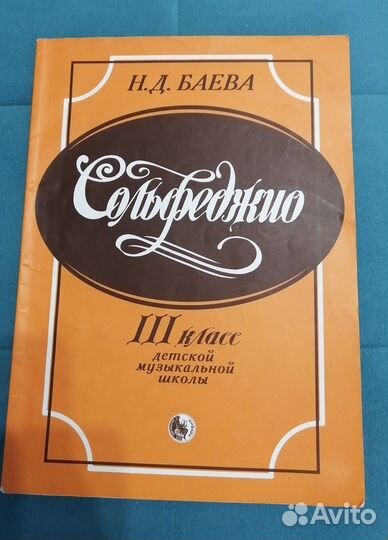 Н.Д. БАЕВА
Сольфеджио
III класс
детской
музыкальной
школы
Avito